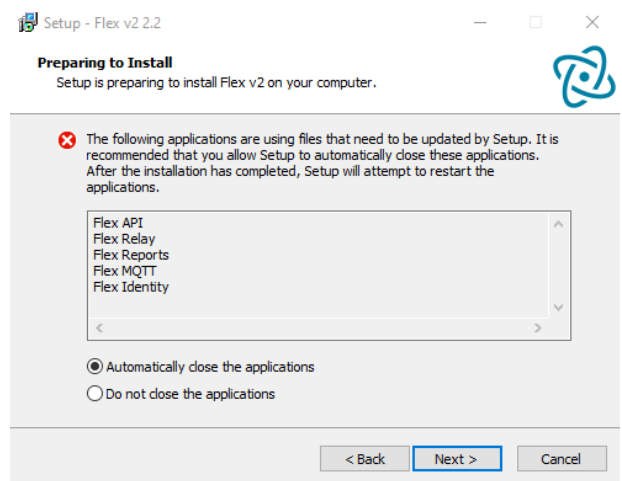 Setup - Flex v2 2.2
Preparing to Install
Setup is preparing to install Flex v2 on your computer.
The following applications are using files that need to be updated by Setup. It is
recommended that you allow Setup to automatically close these applications.
After the installation has completed, Setup will attempt to restart the
applications.
Flex API
Flex Relay
Flex Reports
Flex MQTT
Flex Identity
Automatically close the applications
Do not close the applications
< Back
Next >
Cancel